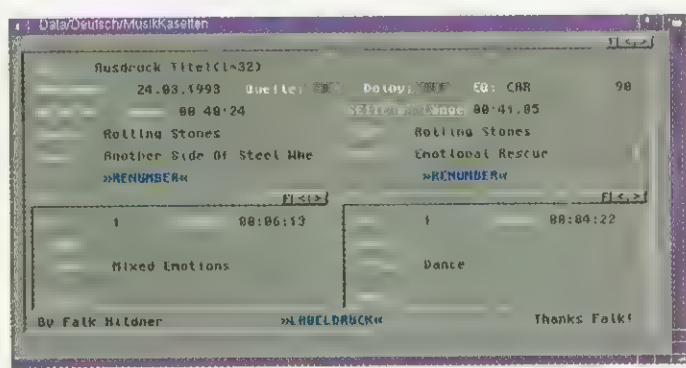 Data/Deutsch/MusikKasetten
F|<|>|
Ausdruck Titel(1-32)
24.03.1993 Quelle: Dolby: EQ: CAR 90
00:40:24 00:41.05
Rolling Stones Rolling Stones
Another Side Of Steel Whe Emotional Rescue
»RENUMBER« »RENUMBER«
F|<|>| F|<|>|
1 00:06:13 1 00:04:22
Mixed Emotions Dance
By Falk Hildner »LABELDRUCK« Thanks Falk!